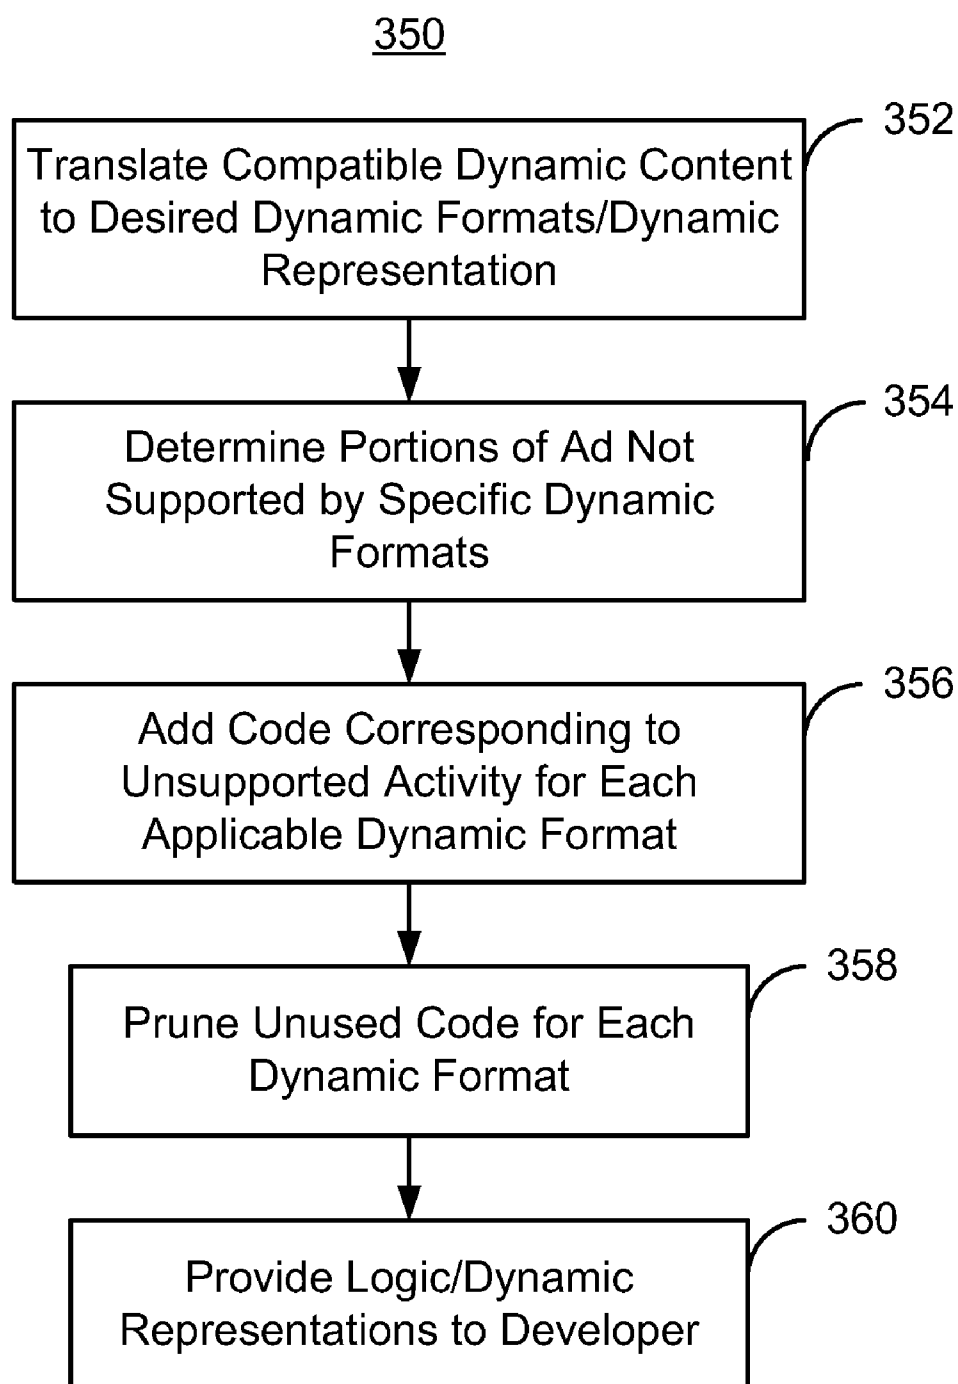 350
352
Translate Compatible Dynamic Content
to Desired Dynamic Formats/Dynamic
Representation
354
Determine Portions of Ad Not
Supported by Specific Dynamic
Formats
356
Add Code Corresponding to
Unsupported Activity for Each
Applicable Dynamic Format
358
Prune Unused Code for Each
Dynamic Format
360
Provide Logic/Dynamic
Representations to Developer